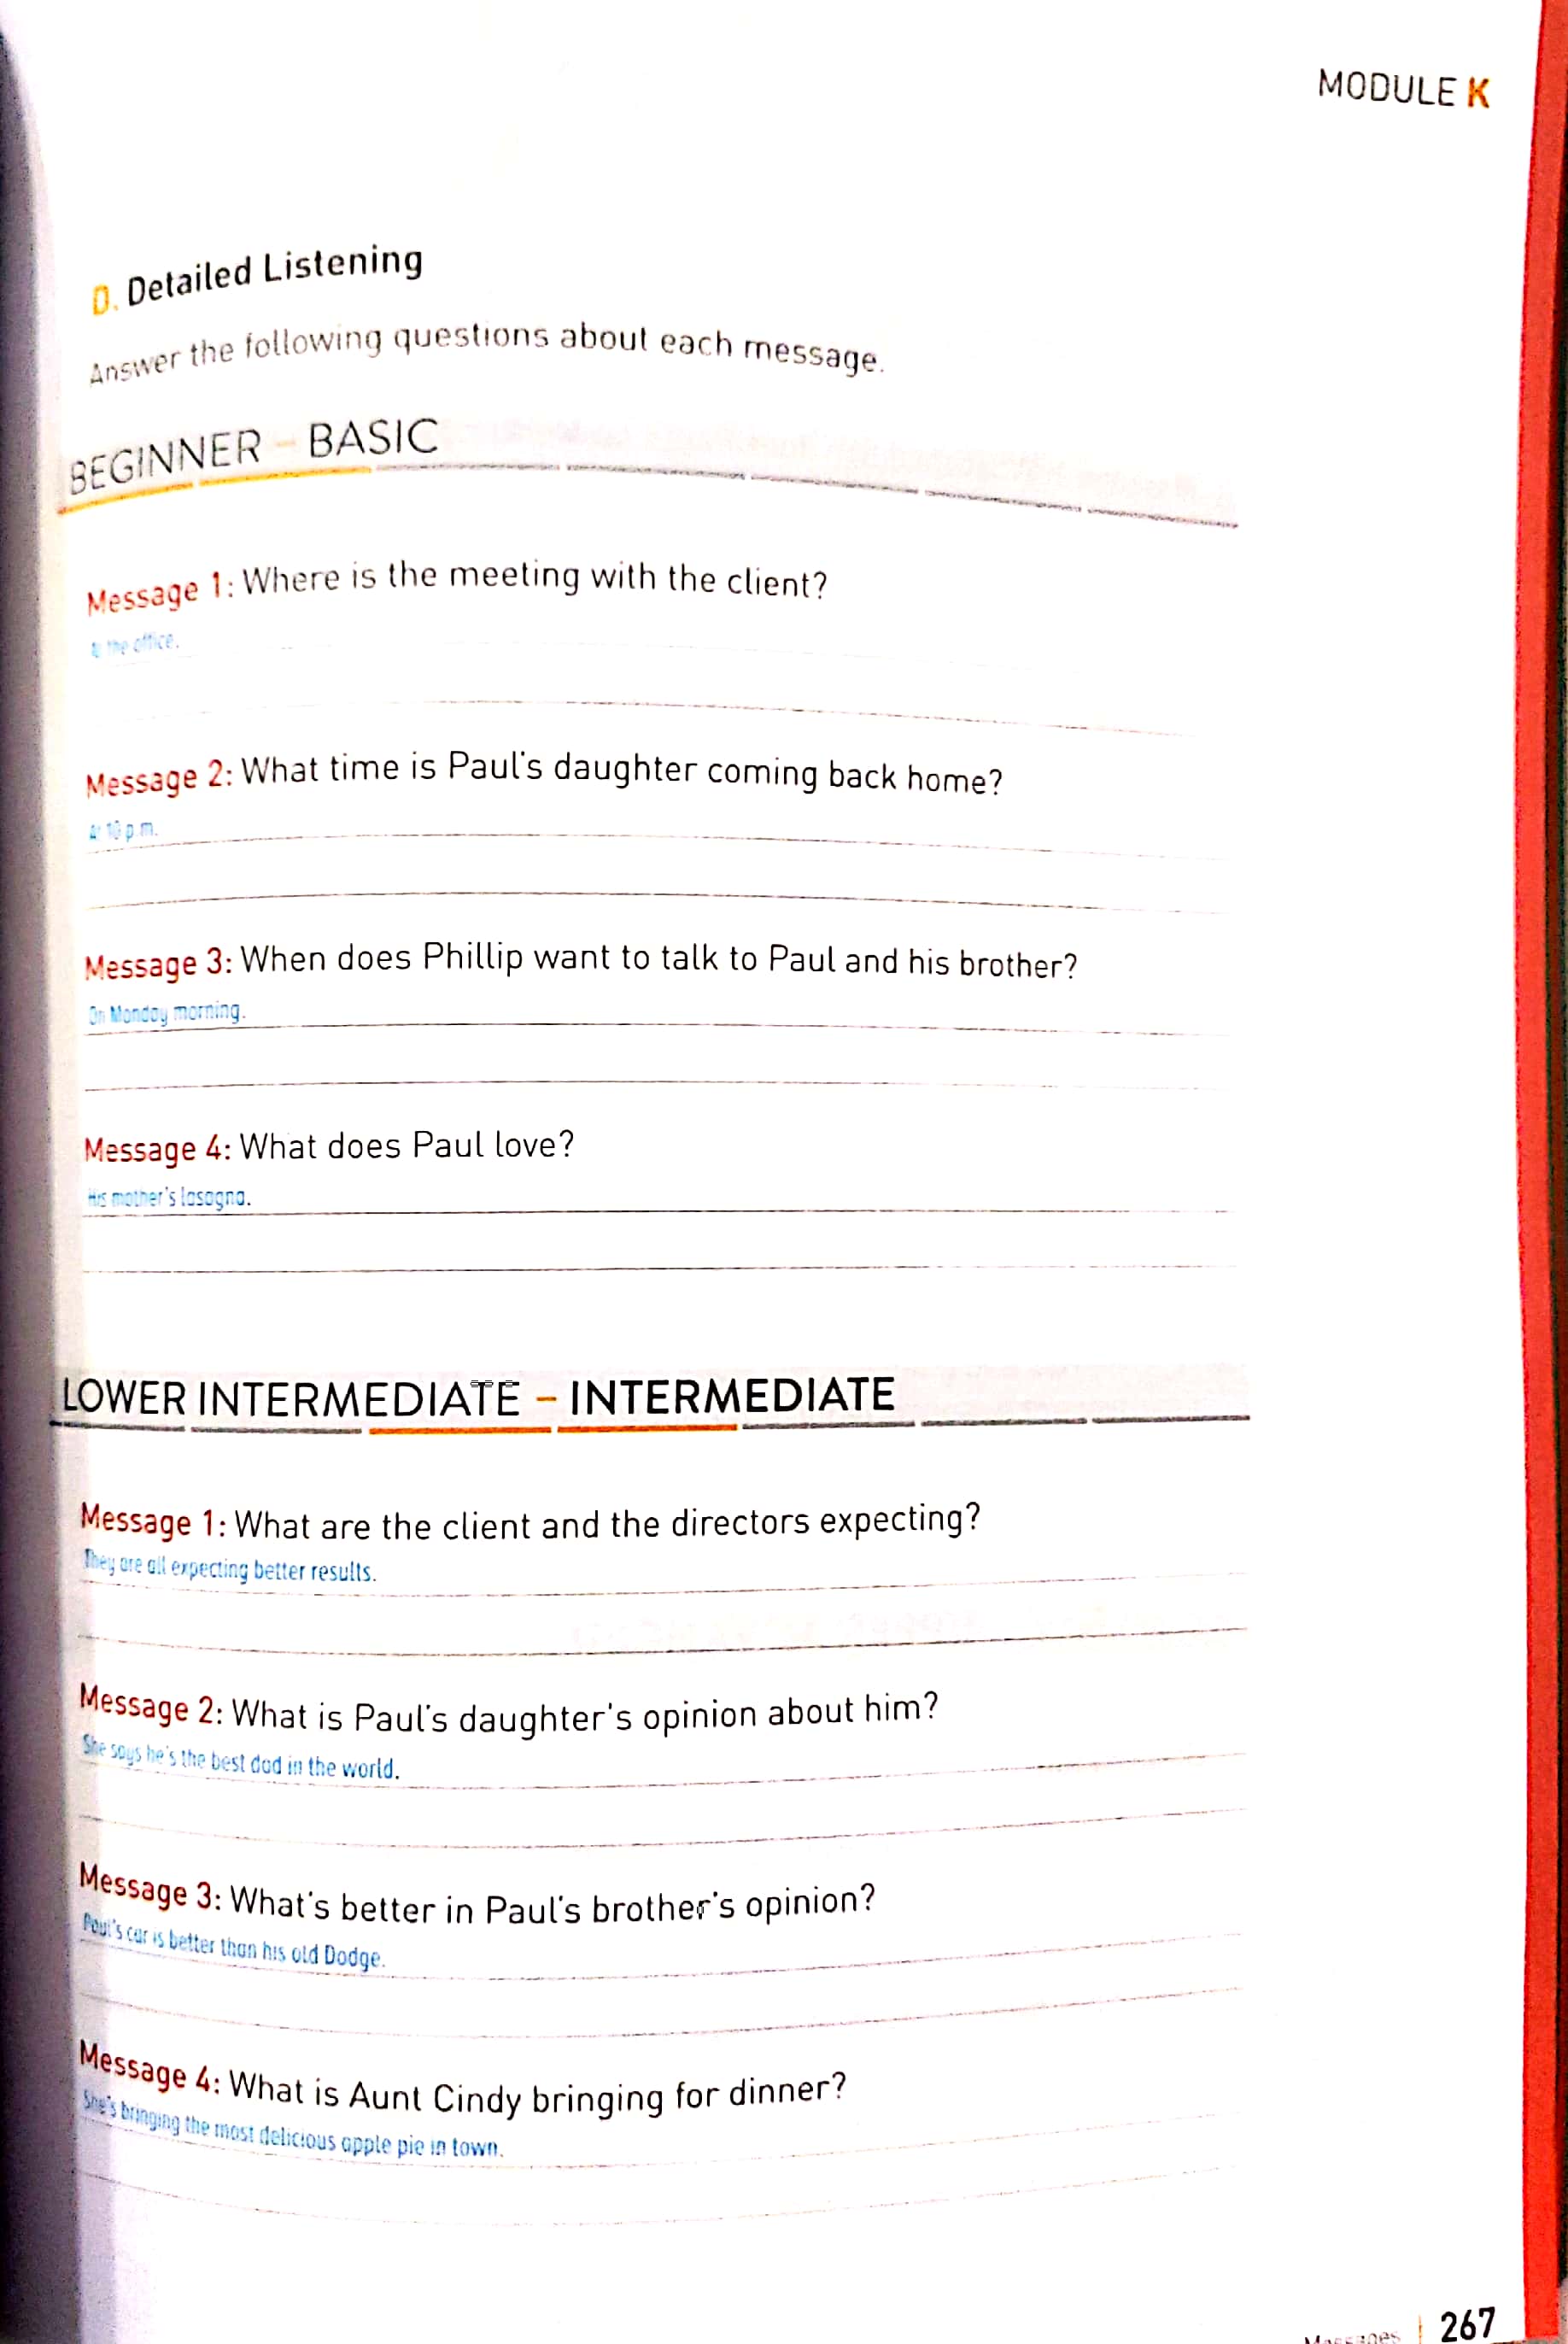 MODULE K
D. Detailed Listening
Answer the following questions about each message.
BEGINNER – BASIC
Message 1: Where is the meeting with the client?
the office.
Message 2: What time is Paul's daughter coming back home?
At 10 p.m.
Message 3: When does Phillip want to talk to Paul and his brother?
On Monday morning.
Message 4: What does Paul love?
His mother's lasagna.
LOWER INTERMEDIATE – INTERMEDIATE
Message 1: What are the client and the directors expecting?
They are all expecting better results.
Message 2: What is Paul's daughter's opinion about him?
She says he's the best dad in the world.
Message 3: What's better in Paul's brother's opinion?
Paul's car is better than his old Dodge.
Message 4: What is Aunt Cindy bringing for dinner?
She's bringing the most delicious apple pie in town.
Messages | 267